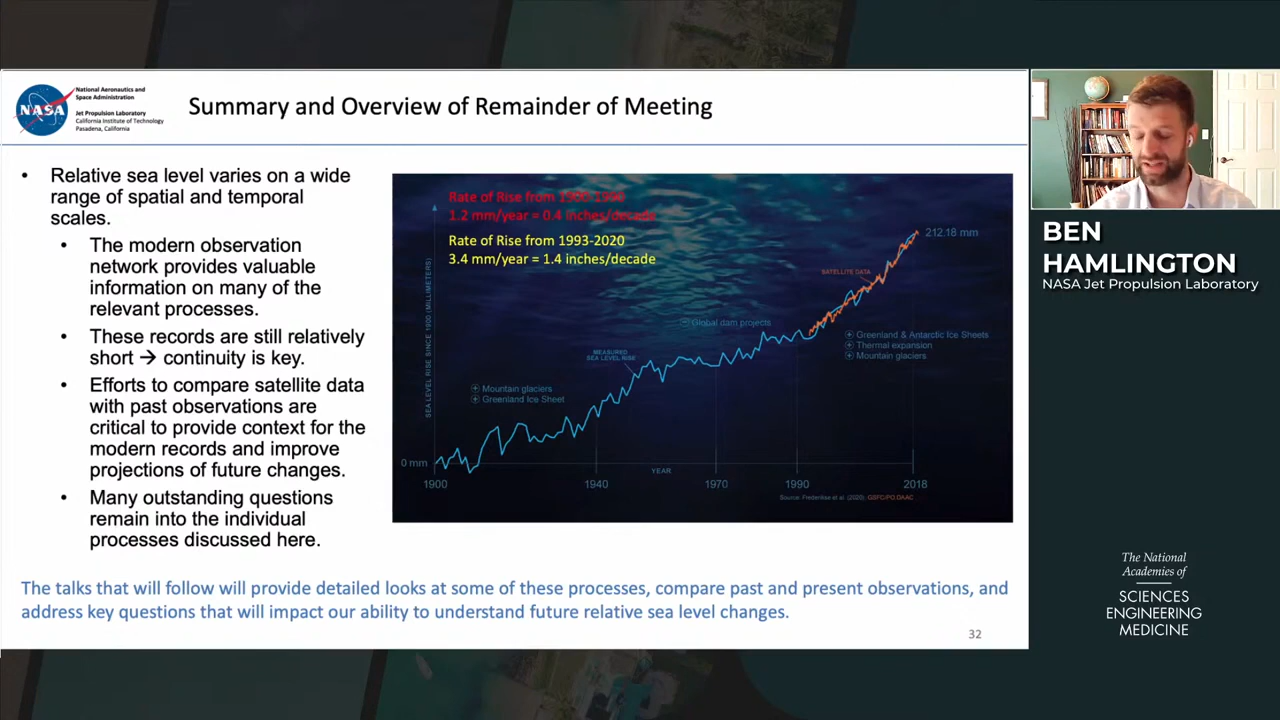 NASA
National Aeronautics and
Space Administration
Jet Propulsion Laboratory
California Institute of Technology
Pasadena, California
Summary and Overview of Remainder of Meeting
• Relative sea level varies on a wide
range of spatial and temporal
scales.
• The modern observation
network provides valuable
information on many of the
relevant processes.
• These records are still relatively
short → continuity is key.
• Efforts to compare satellite data
with past observations are
critical to provide context for the
modern records and improve
projections of future changes.
• Many outstanding questions
remain into the individual
processes discussed here.
Rate of Rise from 1900-1990
1.2 mm/year = 0.4 inches/decade
Rate of Rise from 1993-2020
3.4 mm/year = 1.4 inches/decade
SEA LEVEL RISE SINCE 1900 (MILLIMETERS)
212.18 mm
SATELLITE DATA
Global dam projects
MEASURED
SEA LEVEL RISE
Greenland & Antarctic Ice Sheets
Thermal expansion
Mountain glaciers
Mountain glaciers
Greenland Ice Sheet
0 mm
YEAR
1900 1940 1970 1990 2018
Source: Frederikse et al. (2020); GSFC/PO.DAAC
The talks that will follow will provide detailed looks at some of these processes, compare past and present observations, and
address key questions that will impact our ability to understand future relative sea level changes.
32
BEN
HAMLINGTON
NASA Jet Propulsion Laboratory
The National
Academies of
SCIENCES
ENGINEERING
MEDICINE